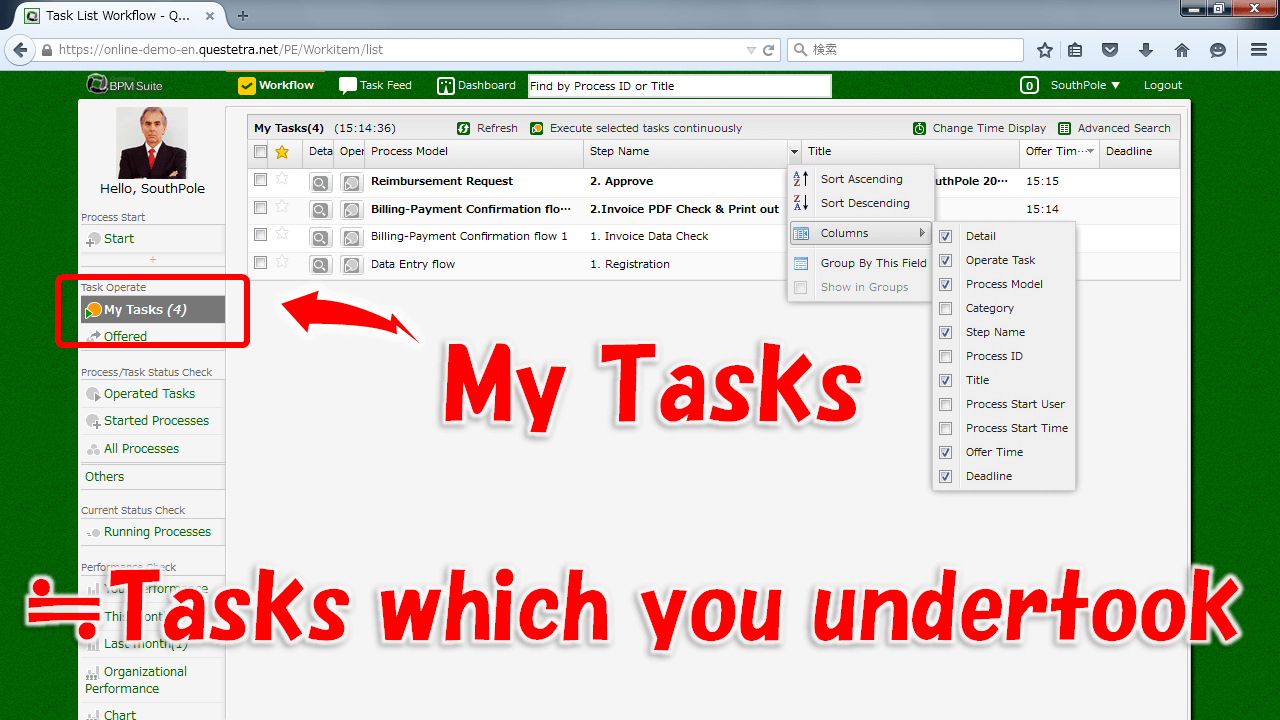 Task List Workflow - Q...
https://online-demo-en.questetra.net/PE/Workitem/list
検索
BPM Suite
Workflow
Task Feed
Dashboard
Find by Process ID or Title
0
SouthPole
Logout
Hello, SouthPole
Process Start
Start
+
Task Operate
My Tasks (4)
Offered
Process/Task Status Check
Operated Tasks
Started Processes
All Processes
Others
Current Status Check
Running Processes
Performance Check
Last month(1)
Organizational
Performance
Chart
My Tasks(4) (15:14:36)
Refresh
Execute selected tasks continuously
Change Time Display
Advanced Search
Deta Oper Process Model Step Name Title Offer Tim... Deadline
Reimbursement Request 2. Approve uthPole 20... 15:15
Billing-Payment Confirmation flo... 2.Invoice PDF Check & Print out 15:14
Billing-Payment Confirmation flow 1 1. Invoice Data Check
Data Entry flow 1. Registration
Sort Ascending
Sort Descending
Columns
Group By This Field
Show in Groups
Detail
Operate Task
Process Model
Category
Step Name
Process ID
Title
Process Start User
Process Start Time
Offer Time
Deadline
My Tasks
≒Tasks which you undertook